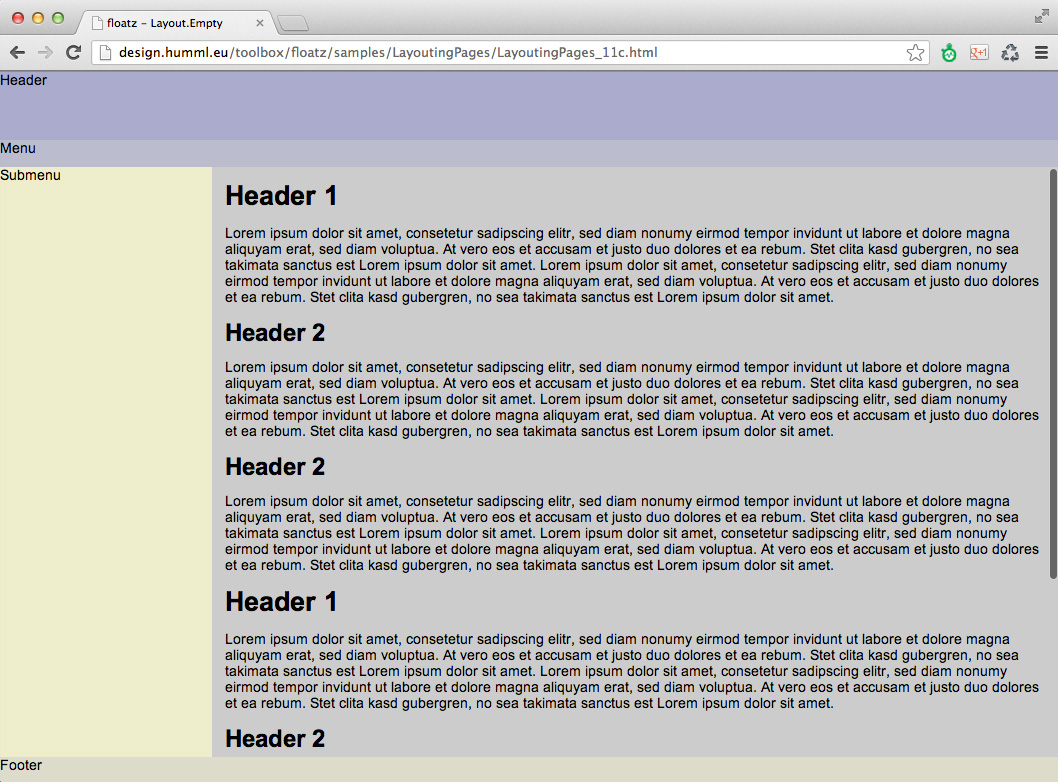 floatz – Layout.Empty
design.humml.eu/toolbox/floatz/samples/LayoutingPages/LayoutingPages_11c.html
g+1
Header
Menu
Submenu
Header 1
Lorem ipsum dolor sit amet, consetetur sadipscing elitr, sed diam nonumy eirmod tempor invidunt ut labore et dolore magna
aliquyam erat, sed diam voluptua. At vero eos et accusam et justo duo dolores et ea rebum. Stet clita kasd gubergren, no sea
takimata sanctus est Lorem ipsum dolor sit amet. Lorem ipsum dolor sit amet, consetetur sadipscing elitr, sed diam nonumy
eirmod tempor invidunt ut labore et dolore magna aliquyam erat, sed diam voluptua. At vero eos et accusam et justo duo dolores
et ea rebum. Stet clita kasd gubergren, no sea takimata sanctus est Lorem ipsum dolor sit amet.
Header 2
Lorem ipsum dolor sit amet, consetetur sadipscing elitr, sed diam nonumy eirmod tempor invidunt ut labore et dolore magna
aliquyam erat, sed diam voluptua. At vero eos et accusam et justo duo dolores et ea rebum. Stet clita kasd gubergren, no sea
takimata sanctus est Lorem ipsum dolor sit amet. Lorem ipsum dolor sit amet, consetetur sadipscing elitr, sed diam nonumy
eirmod tempor invidunt ut labore et dolore magna aliquyam erat, sed diam voluptua. At vero eos et accusam et justo duo dolores
et ea rebum. Stet clita kasd gubergren, no sea takimata sanctus est Lorem ipsum dolor sit amet.
Header 2
Lorem ipsum dolor sit amet, consetetur sadipscing elitr, sed diam nonumy eirmod tempor invidunt ut labore et dolore magna
aliquyam erat, sed diam voluptua. At vero eos et accusam et justo duo dolores et ea rebum. Stet clita kasd gubergren, no sea
takimata sanctus est Lorem ipsum dolor sit amet. Lorem ipsum dolor sit amet, consetetur sadipscing elitr, sed diam nonumy
eirmod tempor invidunt ut labore et dolore magna aliquyam erat, sed diam voluptua. At vero eos et accusam et justo duo dolores
et ea rebum. Stet clita kasd gubergren, no sea takimata sanctus est Lorem ipsum dolor sit amet.
Header 1
Lorem ipsum dolor sit amet, consetetur sadipscing elitr, sed diam nonumy eirmod tempor invidunt ut labore et dolore magna
aliquyam erat, sed diam voluptua. At vero eos et accusam et justo duo dolores et ea rebum. Stet clita kasd gubergren, no sea
takimata sanctus est Lorem ipsum dolor sit amet. Lorem ipsum dolor sit amet, consetetur sadipscing elitr, sed diam nonumy
eirmod tempor invidunt ut labore et dolore magna aliquyam erat, sed diam voluptua. At vero eos et accusam et justo duo dolores
et ea rebum. Stet clita kasd gubergren, no sea takimata sanctus est Lorem ipsum dolor sit amet.
Header 2
Footer